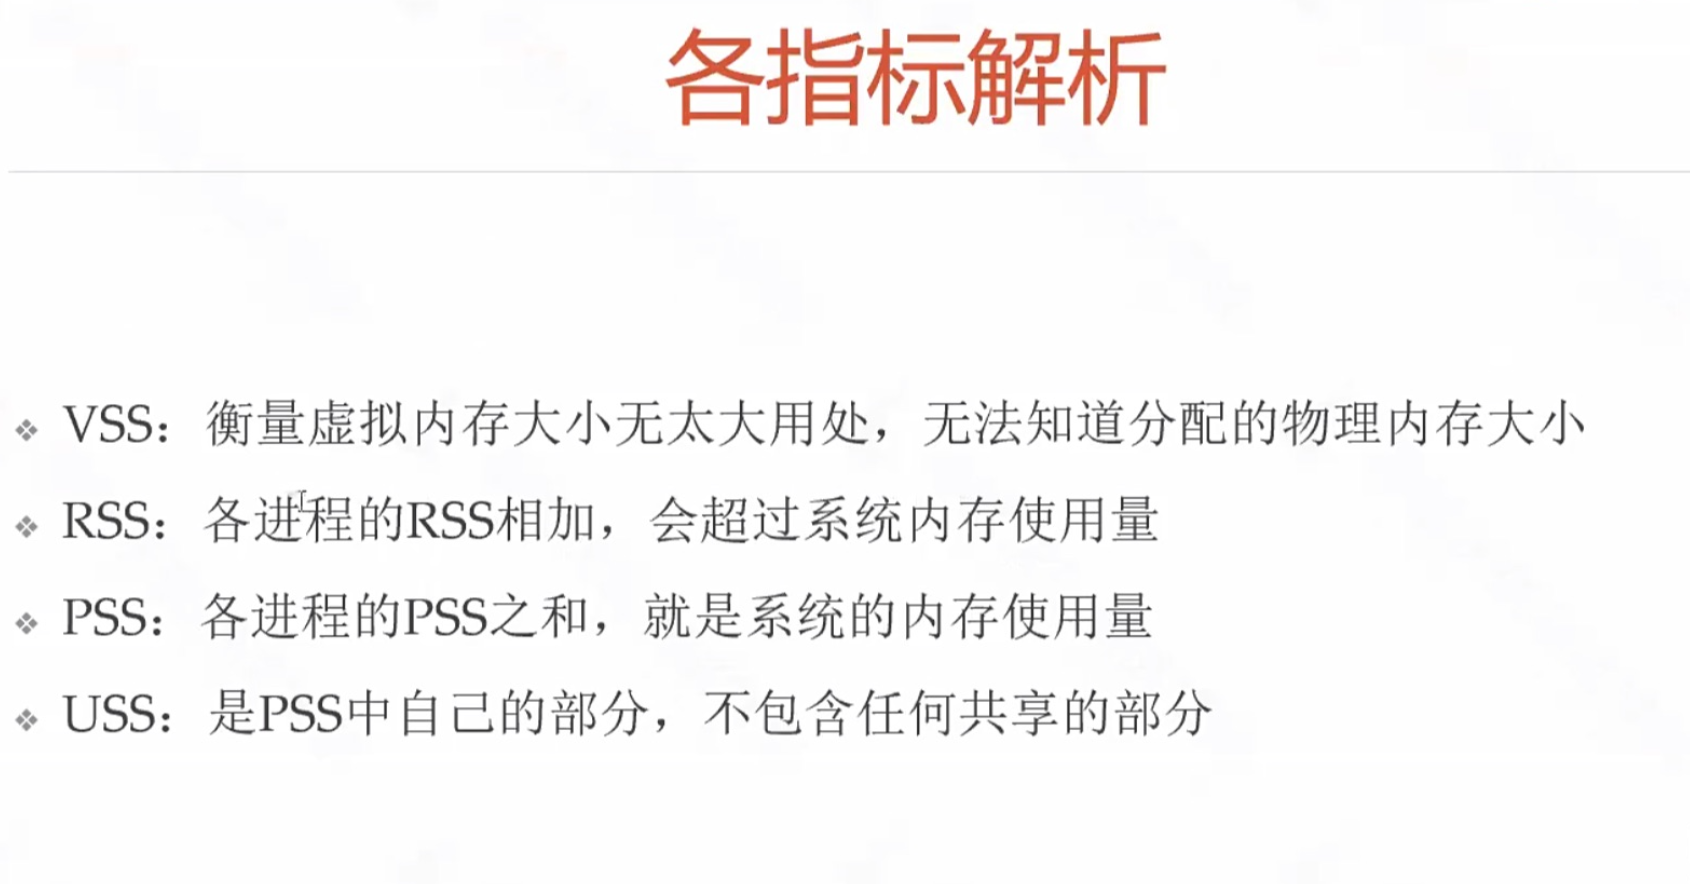 各指标解析
VSS：衡量虚拟内存大小无太大用处，无法知道分配的物理内存大小
RSS：各进程的RSS相加，会超过系统内存使用量
PSS：各进程的PSS之和，就是系统的内存使用量
USS：是PSS中自己的部分，不包含任何共享的部分